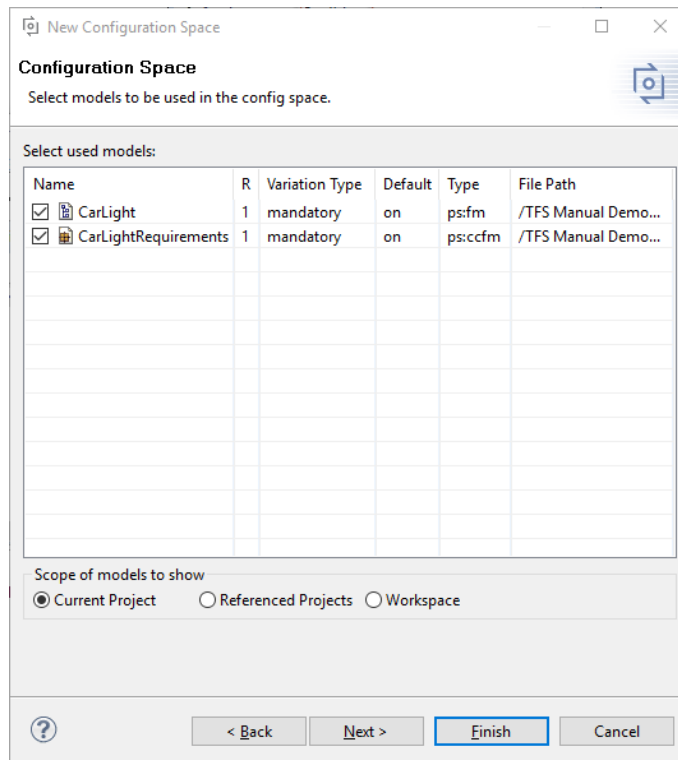 New Configuration Space
Configuration Space
Select models to be used in the config space.
Select used models:
Name R Variation Type Default Type File Path
CarLight 1 mandatory on ps:fm /TFS Manual Demo...
CarLightRequirements 1 mandatory on ps:ccfm /TFS Manual Demo...
Scope of models to show
Current Project Referenced Projects Workspace
? < Back Next > Finish Cancel